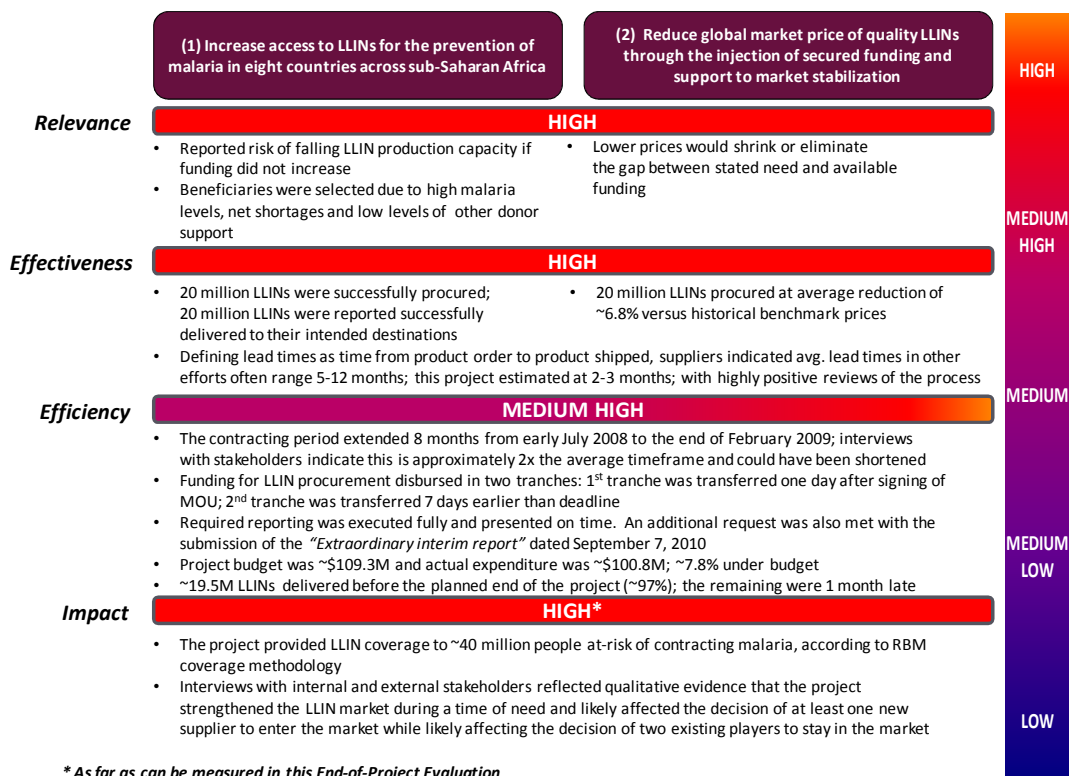 (1) Increase access to LLINs for the prevention of
malaria in eight countries across sub-Saharan Africa
(2) Reduce global market price of quality LLINs
through the injection of secured funding and
support to market stabilization
HIGH
Relevance
HIGH
• Reported risk of falling LLIN production capacity if
funding did not increase
• Beneficiaries were selected due to high malaria
levels, net shortages and low levels of other donor
support
• Lower prices would shrink or eliminate
the gap between stated need and available
funding
MEDIUM
HIGH
Effectiveness
HIGH
• 20 million LLINs were successfully procured;
20 million LLINs were reported successfully
delivered to their intended destinations
• 20 million LLINs procured at average reduction of
~6.8% versus historical benchmark prices
• Defining lead times as time from product order to product shipped, suppliers indicated avg. lead times in other
efforts often range 5-12 months; this project estimated at 2-3 months; with highly positive reviews of the process
MEDIUM
Efficiency
MEDIUM HIGH
• The contracting period extended 8 months from early July 2008 to the end of February 2009; interviews
with stakeholders indicate this is approximately 2x the average timeframe and could have been shortened
• Funding for LLIN procurement disbursed in two tranches: 1st tranche was transferred one day after signing of
MOU; 2nd tranche was transferred 7 days earlier than deadline
• Required reporting was executed fully and presented on time. An additional request was also met with the
submission of the "Extraordinary interim report" dated September 7, 2010
• Project budget was ~$109.3M and actual expenditure was ~$100.8M; ~7.8% under budget
• ~19.5M LLINs delivered before the planned end of the project (~97%); the remaining were 1 month late
MEDIUM
LOW
Impact
HIGH*
• The project provided LLIN coverage to ~40 million people at-risk of contracting malaria, according to RBM
coverage methodology
• Interviews with internal and external stakeholders reflected qualitative evidence that the project
strengthened the LLIN market during a time of need and likely affected the decision of at least one new
supplier to enter the market while likely affecting the decision of two existing players to stay in the market
LOW
* As far as can be measured in this End-of-Project Evaluation